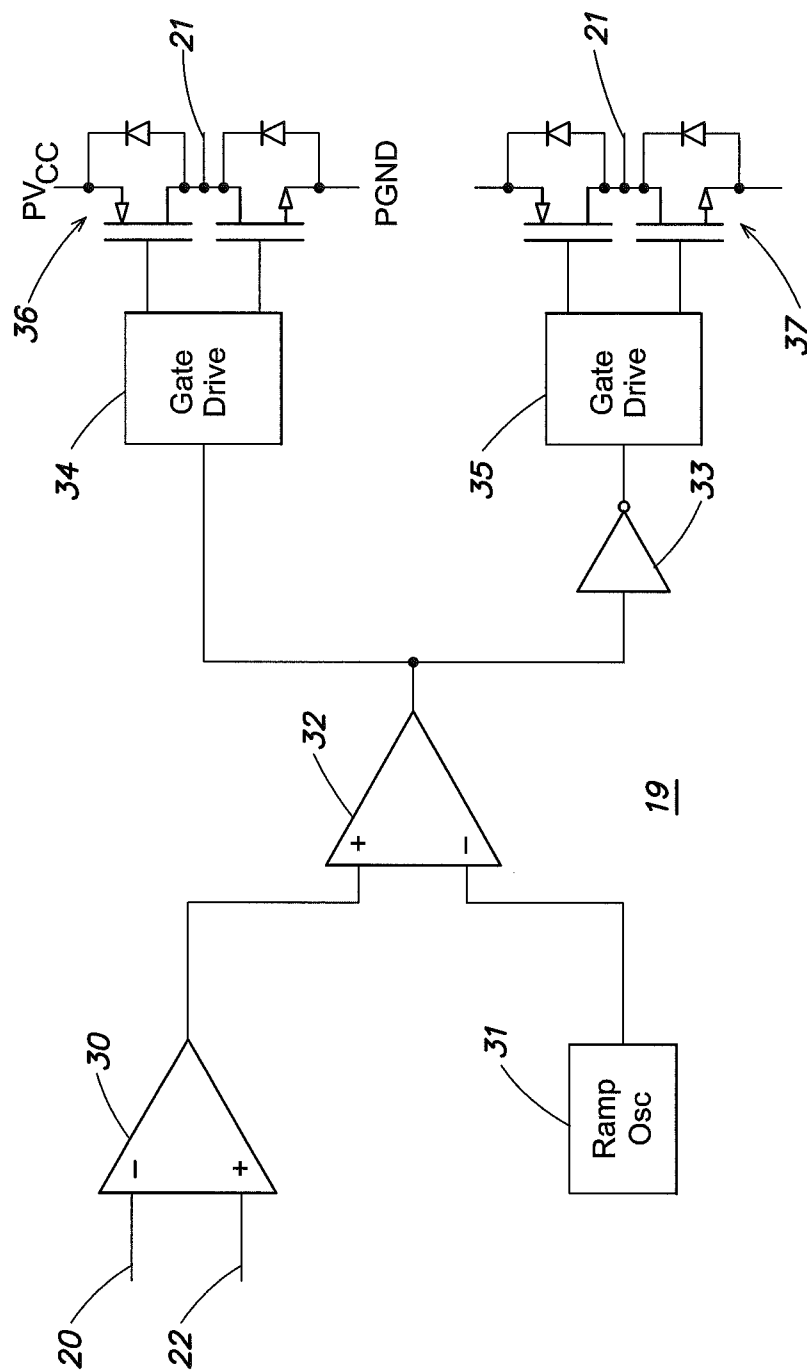 20
22
30
−
+
Ramp
Osc
31
32
+
−
19
34
Gate
Drive
36
PVCC
PGND
21
33
35
Gate
Drive
37
21